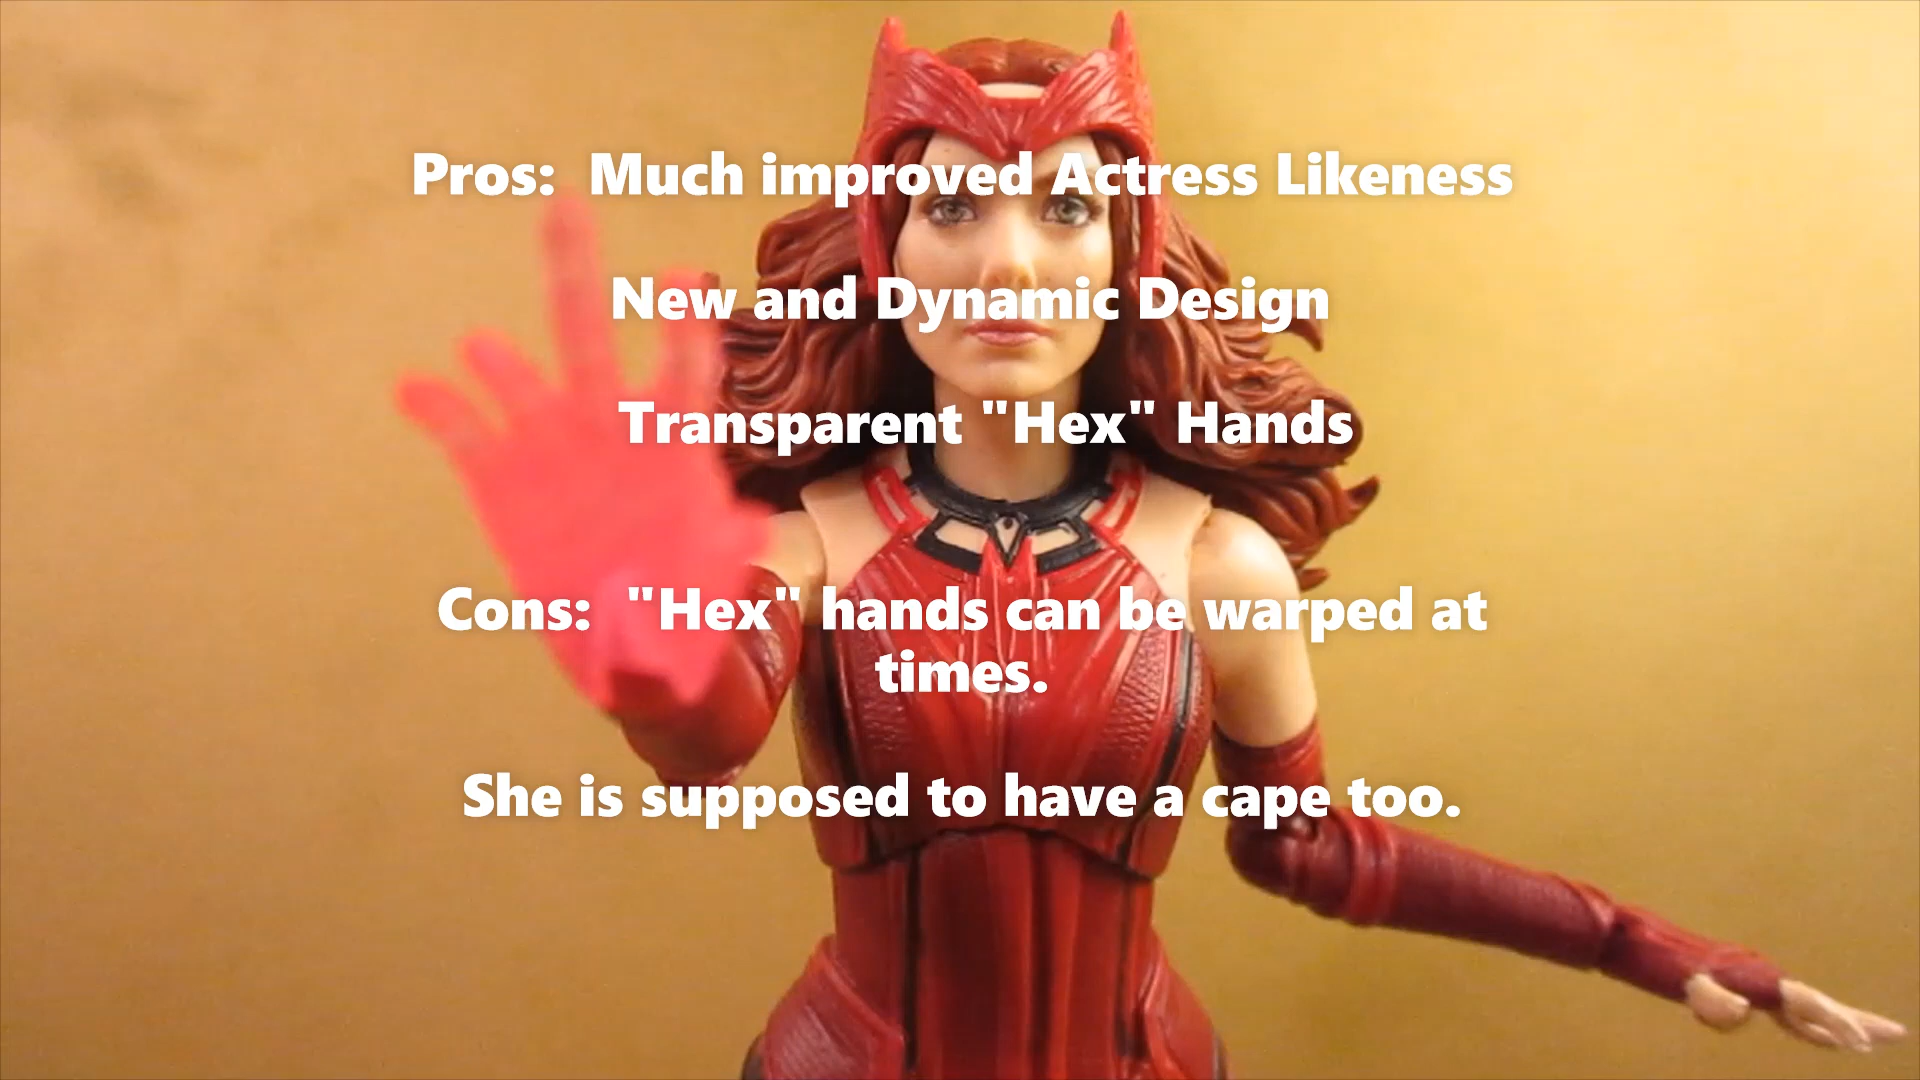 Pros:  Much improved Actress Likeness
New and Dynamic Design
Transparent "Hex" Hands
Cons:  "Hex" hands can be warped at
times.
She is supposed to have a cape too.